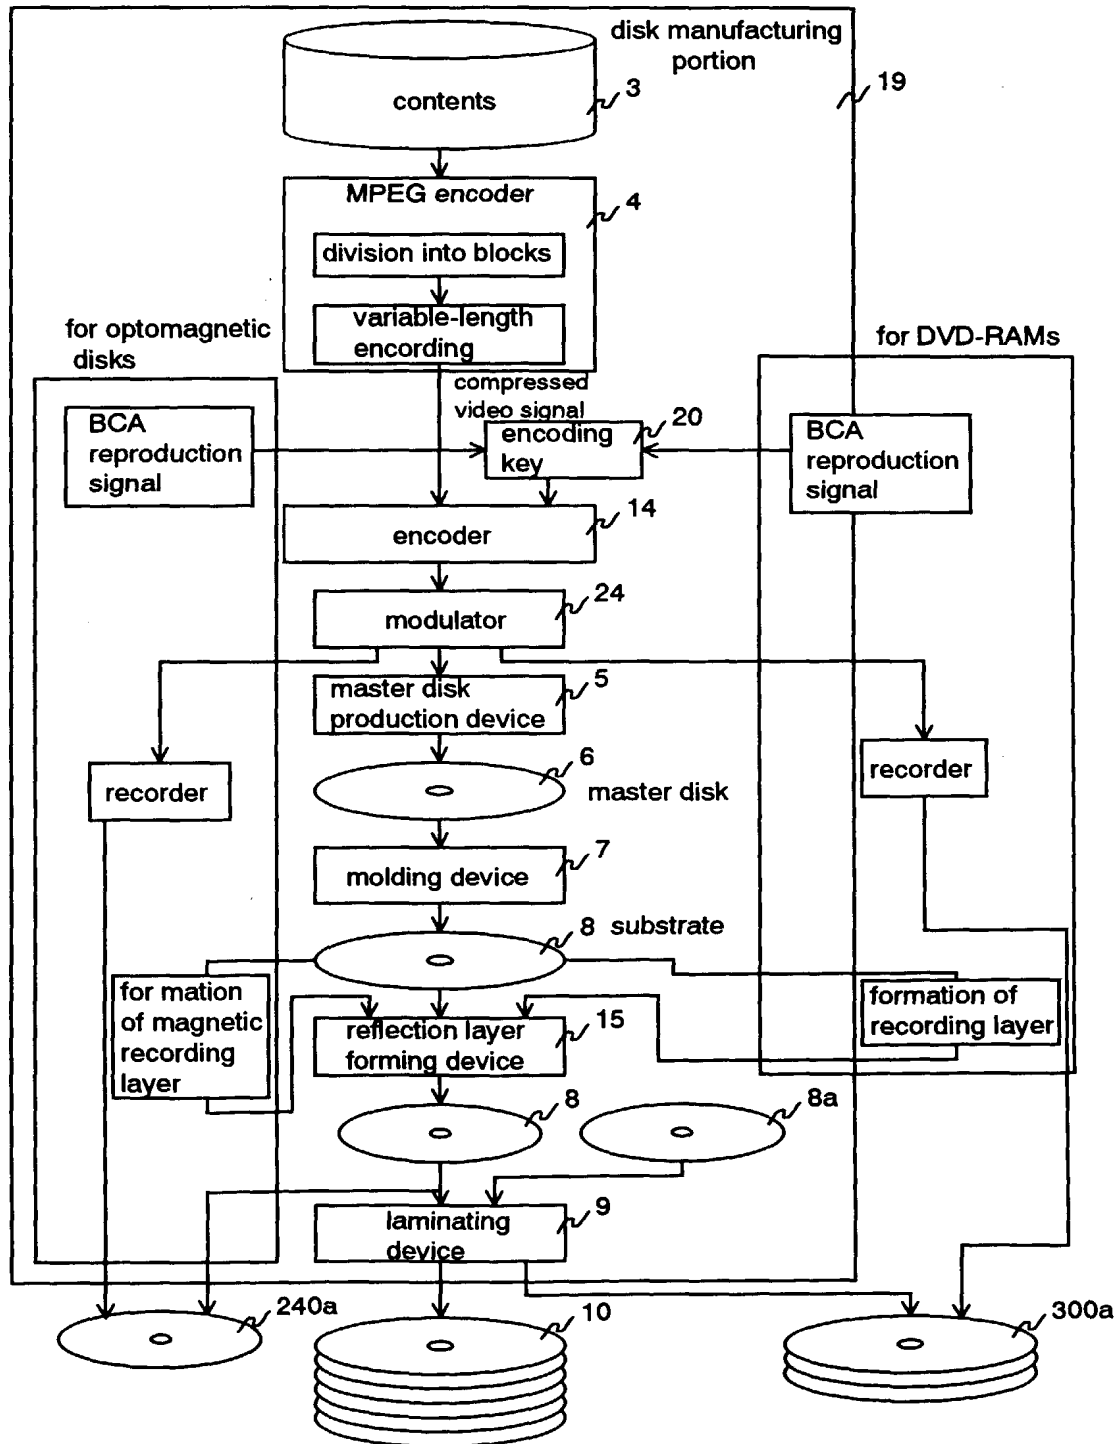 disk manufacturing
portion
19
contents
3
MPEG encoder
4
division into blocks
variable-length
encording
for optomagnetic
disks
for DVD-RAMs
compressed
video signal
BCA
reproduction
signal
encoding
key
20
BCA
reproduction
signal
encoder
14
modulator
24
master disk
production device
5
recorder
6
master disk
recorder
molding device
7
8 substrate
for mation
of magnetic
recording
layer
reflection layer
forming device
15
formation of
recording layer
8
8a
laminating
device
9
240a
10
300a